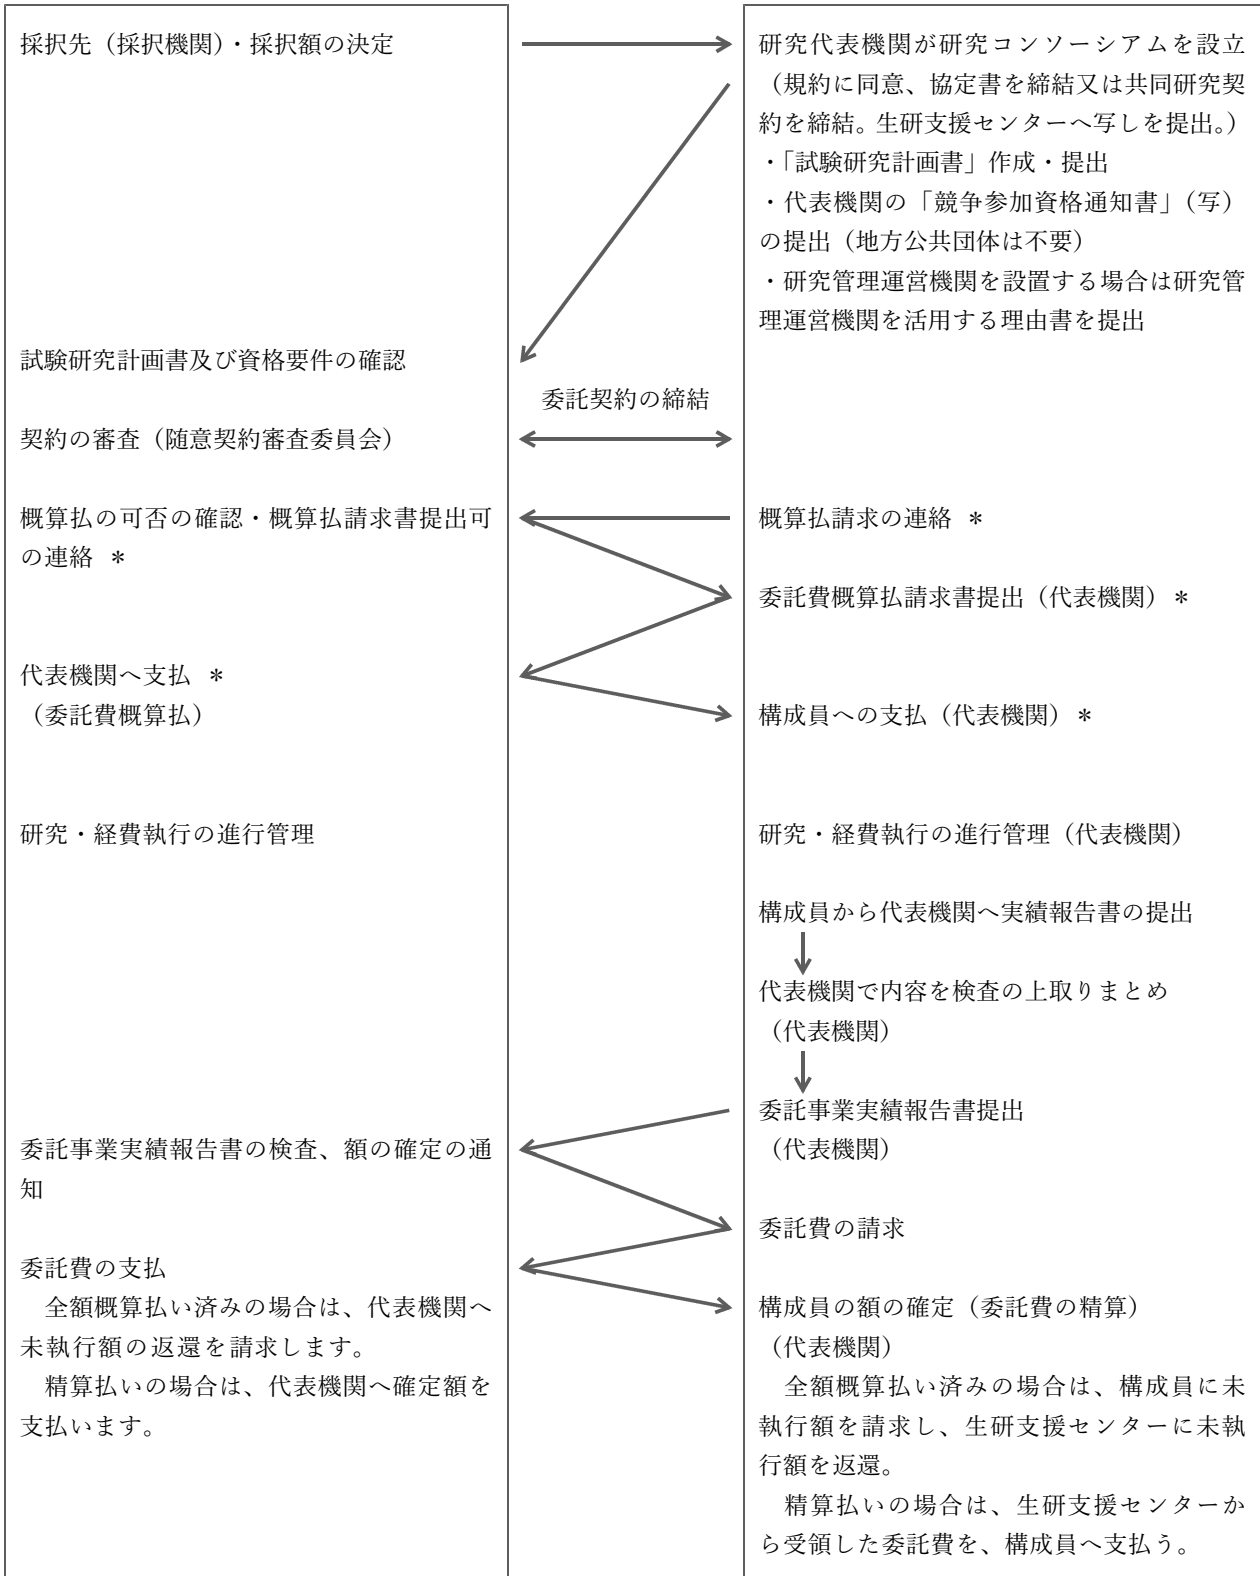 採択先（採択機関）・採択額の決定
試験研究計画書及び資格要件の確認
契約の審査（随意契約審査委員会）
概算払の可否の確認・概算払請求書提出可
の連絡 ＊
代表機関へ支払 ＊
（委託費概算払）
研究・経費執行の進行管理
委託事業実績報告書の検査、額の確定の通
知
委託費の支払
全額概算払い済みの場合は、代表機関へ
未執行額の返還を請求します。
精算払いの場合は、代表機関へ確定額を
支払います。
委託契約の締結
研究代表機関が研究コンソーシアムを設立
（規約に同意、協定書を締結又は共同研究契
約を締結。生研支援センターへ写しを提出。）
・「試験研究計画書」作成・提出
・代表機関の「競争参加資格通知書」（写）
の提出（地方公共団体は不要）
・研究管理運営機関を設置する場合は研究管
理運営機関を活用する理由書を提出
概算払請求の連絡 ＊
委託費概算払請求書提出（代表機関）＊
構成員への支払（代表機関）＊
研究・経費執行の進行管理（代表機関）
構成員から代表機関へ実績報告書の提出
代表機関で内容を検査の上取りまとめ
（代表機関）
委託事業実績報告書提出
（代表機関）
委託費の請求
構成員の額の確定（委託費の精算）
（代表機関）
全額概算払い済みの場合は、構成員に未
執行額を請求し、生研支援センターに未執
行額を返還。
精算払いの場合は、生研支援センターか
ら受領した委託費を、構成員へ支払う。